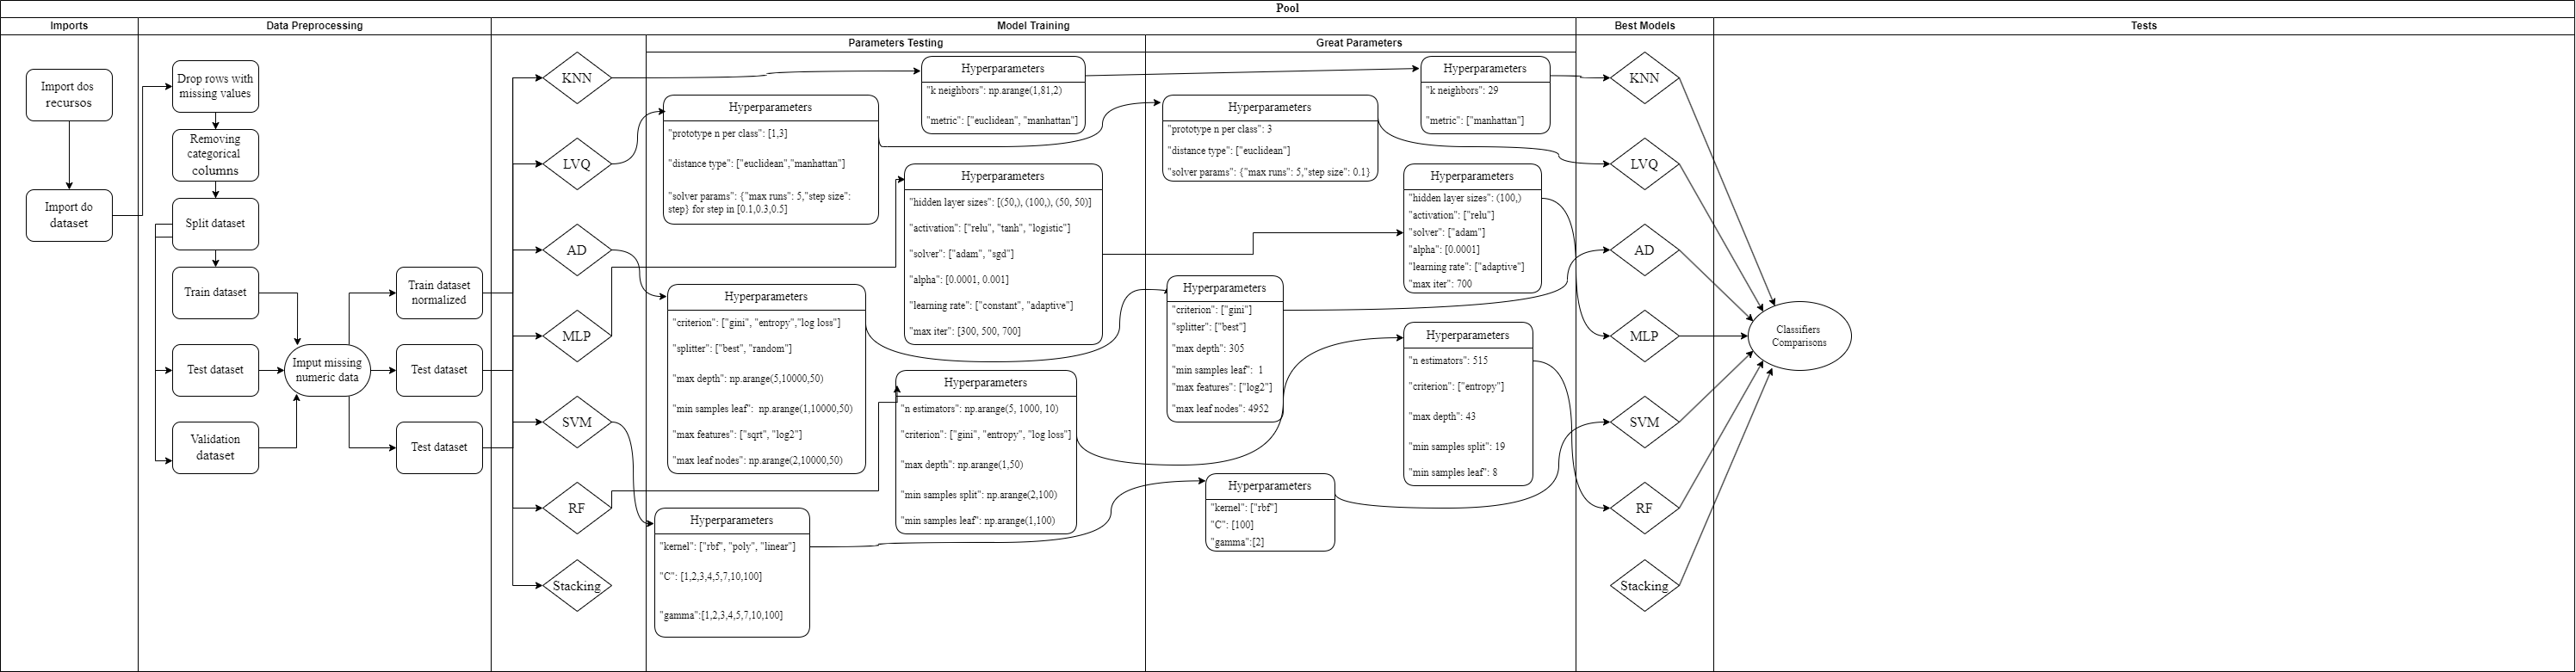 Pool
Imports
Data Preprocessing
Model Training
Best Models
Tests
Parameters Testing
Great Parameters
Import dos
recursos
Import do
dataset
Drop rows with
missing values
Removing
categorical
columns
Split dataset
Train dataset
Test dataset
Validation
dataset
Imput missing
numeric data
Train dataset
normalized
Test dataset
Test dataset
KNN
LVQ
AD
MLP
SVM
RF
Stacking
Hyperparameters
"prototype n per class": [1,3]
"distance type": ["euclidean","manhattan"]
"solver params": {"max runs": 5,"step size":
step} for step in [0.1,0.3,0.5]
Hyperparameters
"criterion": ["gini", "entropy","log loss"]
"splitter": ["best", "random"]
"max depth": np.arange(5,10000,50)
"min samples leaf":  np.arange(1,10000,50)
"max features": ["sqrt", "log2"]
"max leaf nodes": np.arange(2,10000,50)
Hyperparameters
"kernel": ["rbf", "poly", "linear"]
"C": [1,2,3,4,5,7,10,100]
"gamma":[1,2,3,4,5,7,10,100]
Hyperparameters
"k neighbors": np.arange(1,81,2)
"metric": ["euclidean", "manhattan"]
Hyperparameters
"hidden layer sizes": [(50,), (100,), (50, 50)]
"activation": ["relu", "tanh", "logistic"]
"solver": ["adam", "sgd"]
"alpha": [0.0001, 0.001]
"learning rate": ["constant", "adaptive"]
"max iter": [300, 500, 700]
Hyperparameters
"n estimators": np.arange(5, 1000, 10)
"criterion": ["gini", "entropy", "log loss"]
"max depth": np.arange(1,50)
"min samples split": np.arange(2,100)
"min samples leaf": np.arange(1,100)
Hyperparameters
"prototype n per class": 3
"distance type": ["euclidean"]
"solver params": {"max runs": 5,"step size": 0.1}
Hyperparameters
"criterion": ["gini"]
"splitter": ["best"]
"max depth": 305
"min samples leaf":  1
"max features": ["log2"]
"max leaf nodes": 4952
Hyperparameters
"kernel": ["rbf"]
"C": [100]
"gamma":[2]
Hyperparameters
"k neighbors": 29
"metric": ["manhattan"]
Hyperparameters
"hidden layer sizes": (100,)
"activation": ["relu"]
"solver": ["adam"]
"alpha": [0.0001]
"learning rate": ["adaptive"]
"max iter": 700
Hyperparameters
"n estimators": 515
"criterion": ["entropy"]
"max depth": 43
"min samples split": 19
"min samples leaf": 8
KNN
LVQ
AD
MLP
SVM
RF
Stacking
Classifiers
Comparisons